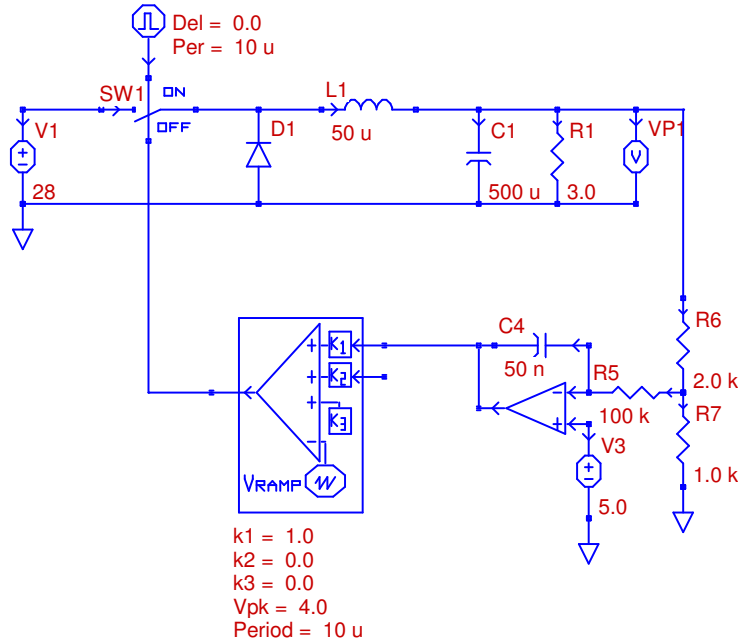 Del = 0.0
Per = 10 u
SW1
ON
OFF
L1
50 u
V1
28
D1
C1
500 u
R1
3.0
VP1
V
C4
50 n
R6
2.0 k
R5
100 k
R7
1.0 k
V3
5.0
K1
K2
K3
VRAMP
k1 = 1.0
k2 = 0.0
k3 = 0.0
Vpk = 4.0
Period = 10 u